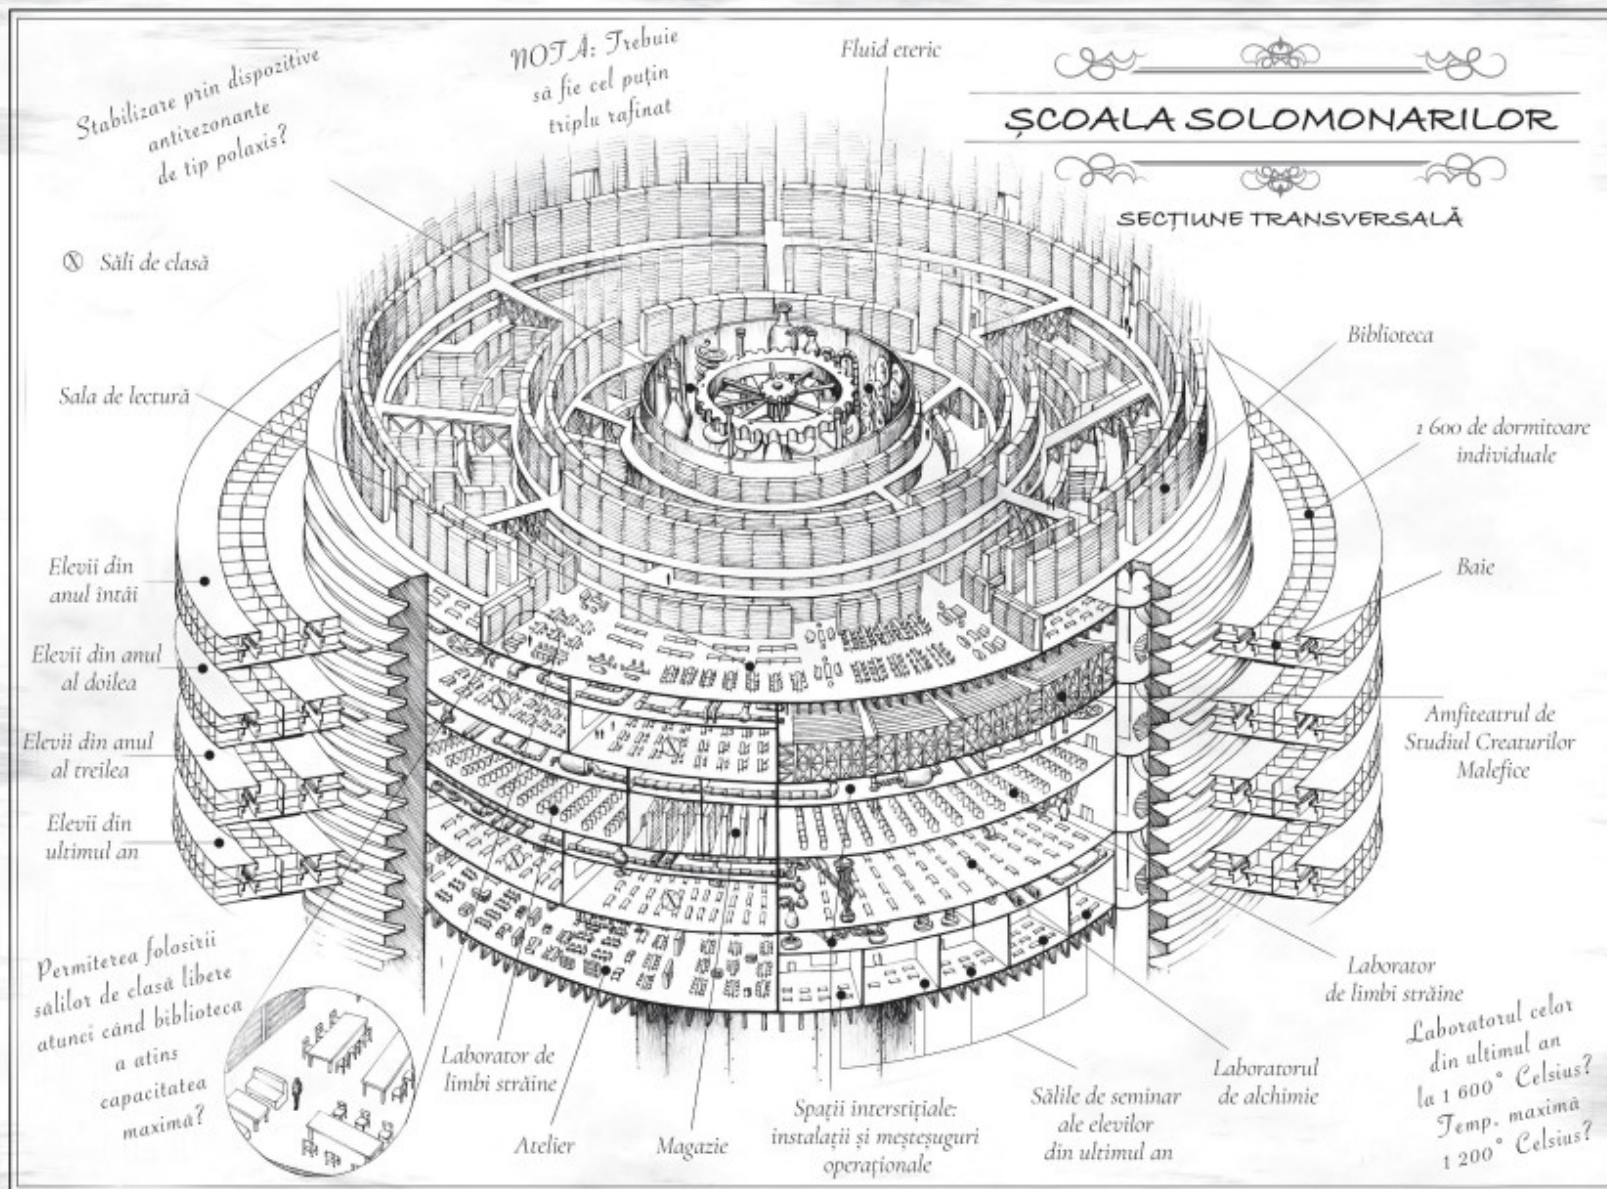 Stabilizare prin dispozitive
antirezonante
de tip polaxis?
NOTĂ: Trebuie
să fie cel puțin
triplu rafinat
Fluid eteric
ȘCOALA SOLOMONARILOR
SECȚIUNE TRANSVERSALĂ
Săli de clasă
Sala de lectură
Biblioteca
1 600 de dormitoare
individuale
Baie
Elevii din
anul întâi
Elevii din anul
al doilea
Elevii din anul
al treilea
Elevii din
ultimul an
Amfiteatrul de
Studiul Creaturilor
Malefice
Permiterea folosirii
sălilor de clasă libere
atunci când biblioteca
a atins
capacitatea
maximă?
Laborator de
limbi străine
Atelier
Magazie
Spații interstițiale:
instalații și meșteșuguri
operaționale
Sălile de seminar
ale elevilor
din ultimul an
Laboratorul
de alchimie
Laborator
de limbi străine
Laboratorul celor
din ultimul an
la 1 600° Celsius?
Temp. maximă
1 200° Celsius?